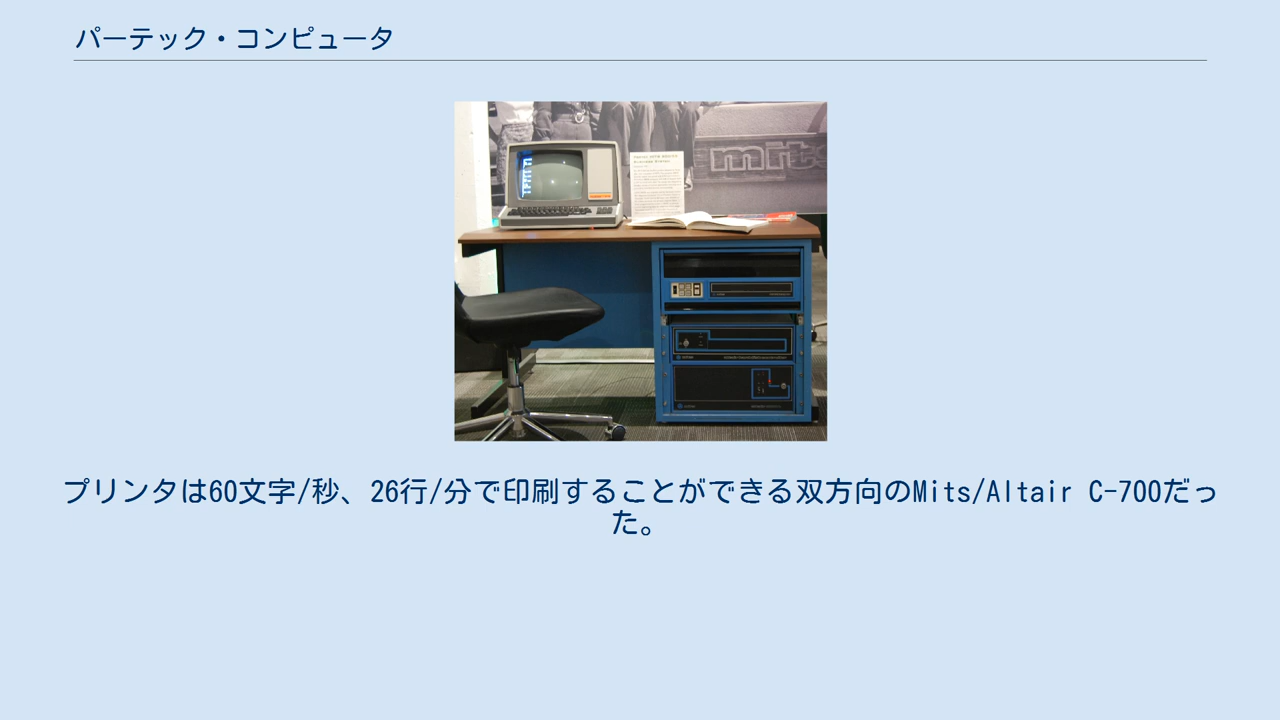 パーテック・コンピュータ
mits
プリンタは60文字/秒、26行/分で印刷することができる双方向のMits/Altair C-700だっ
た。